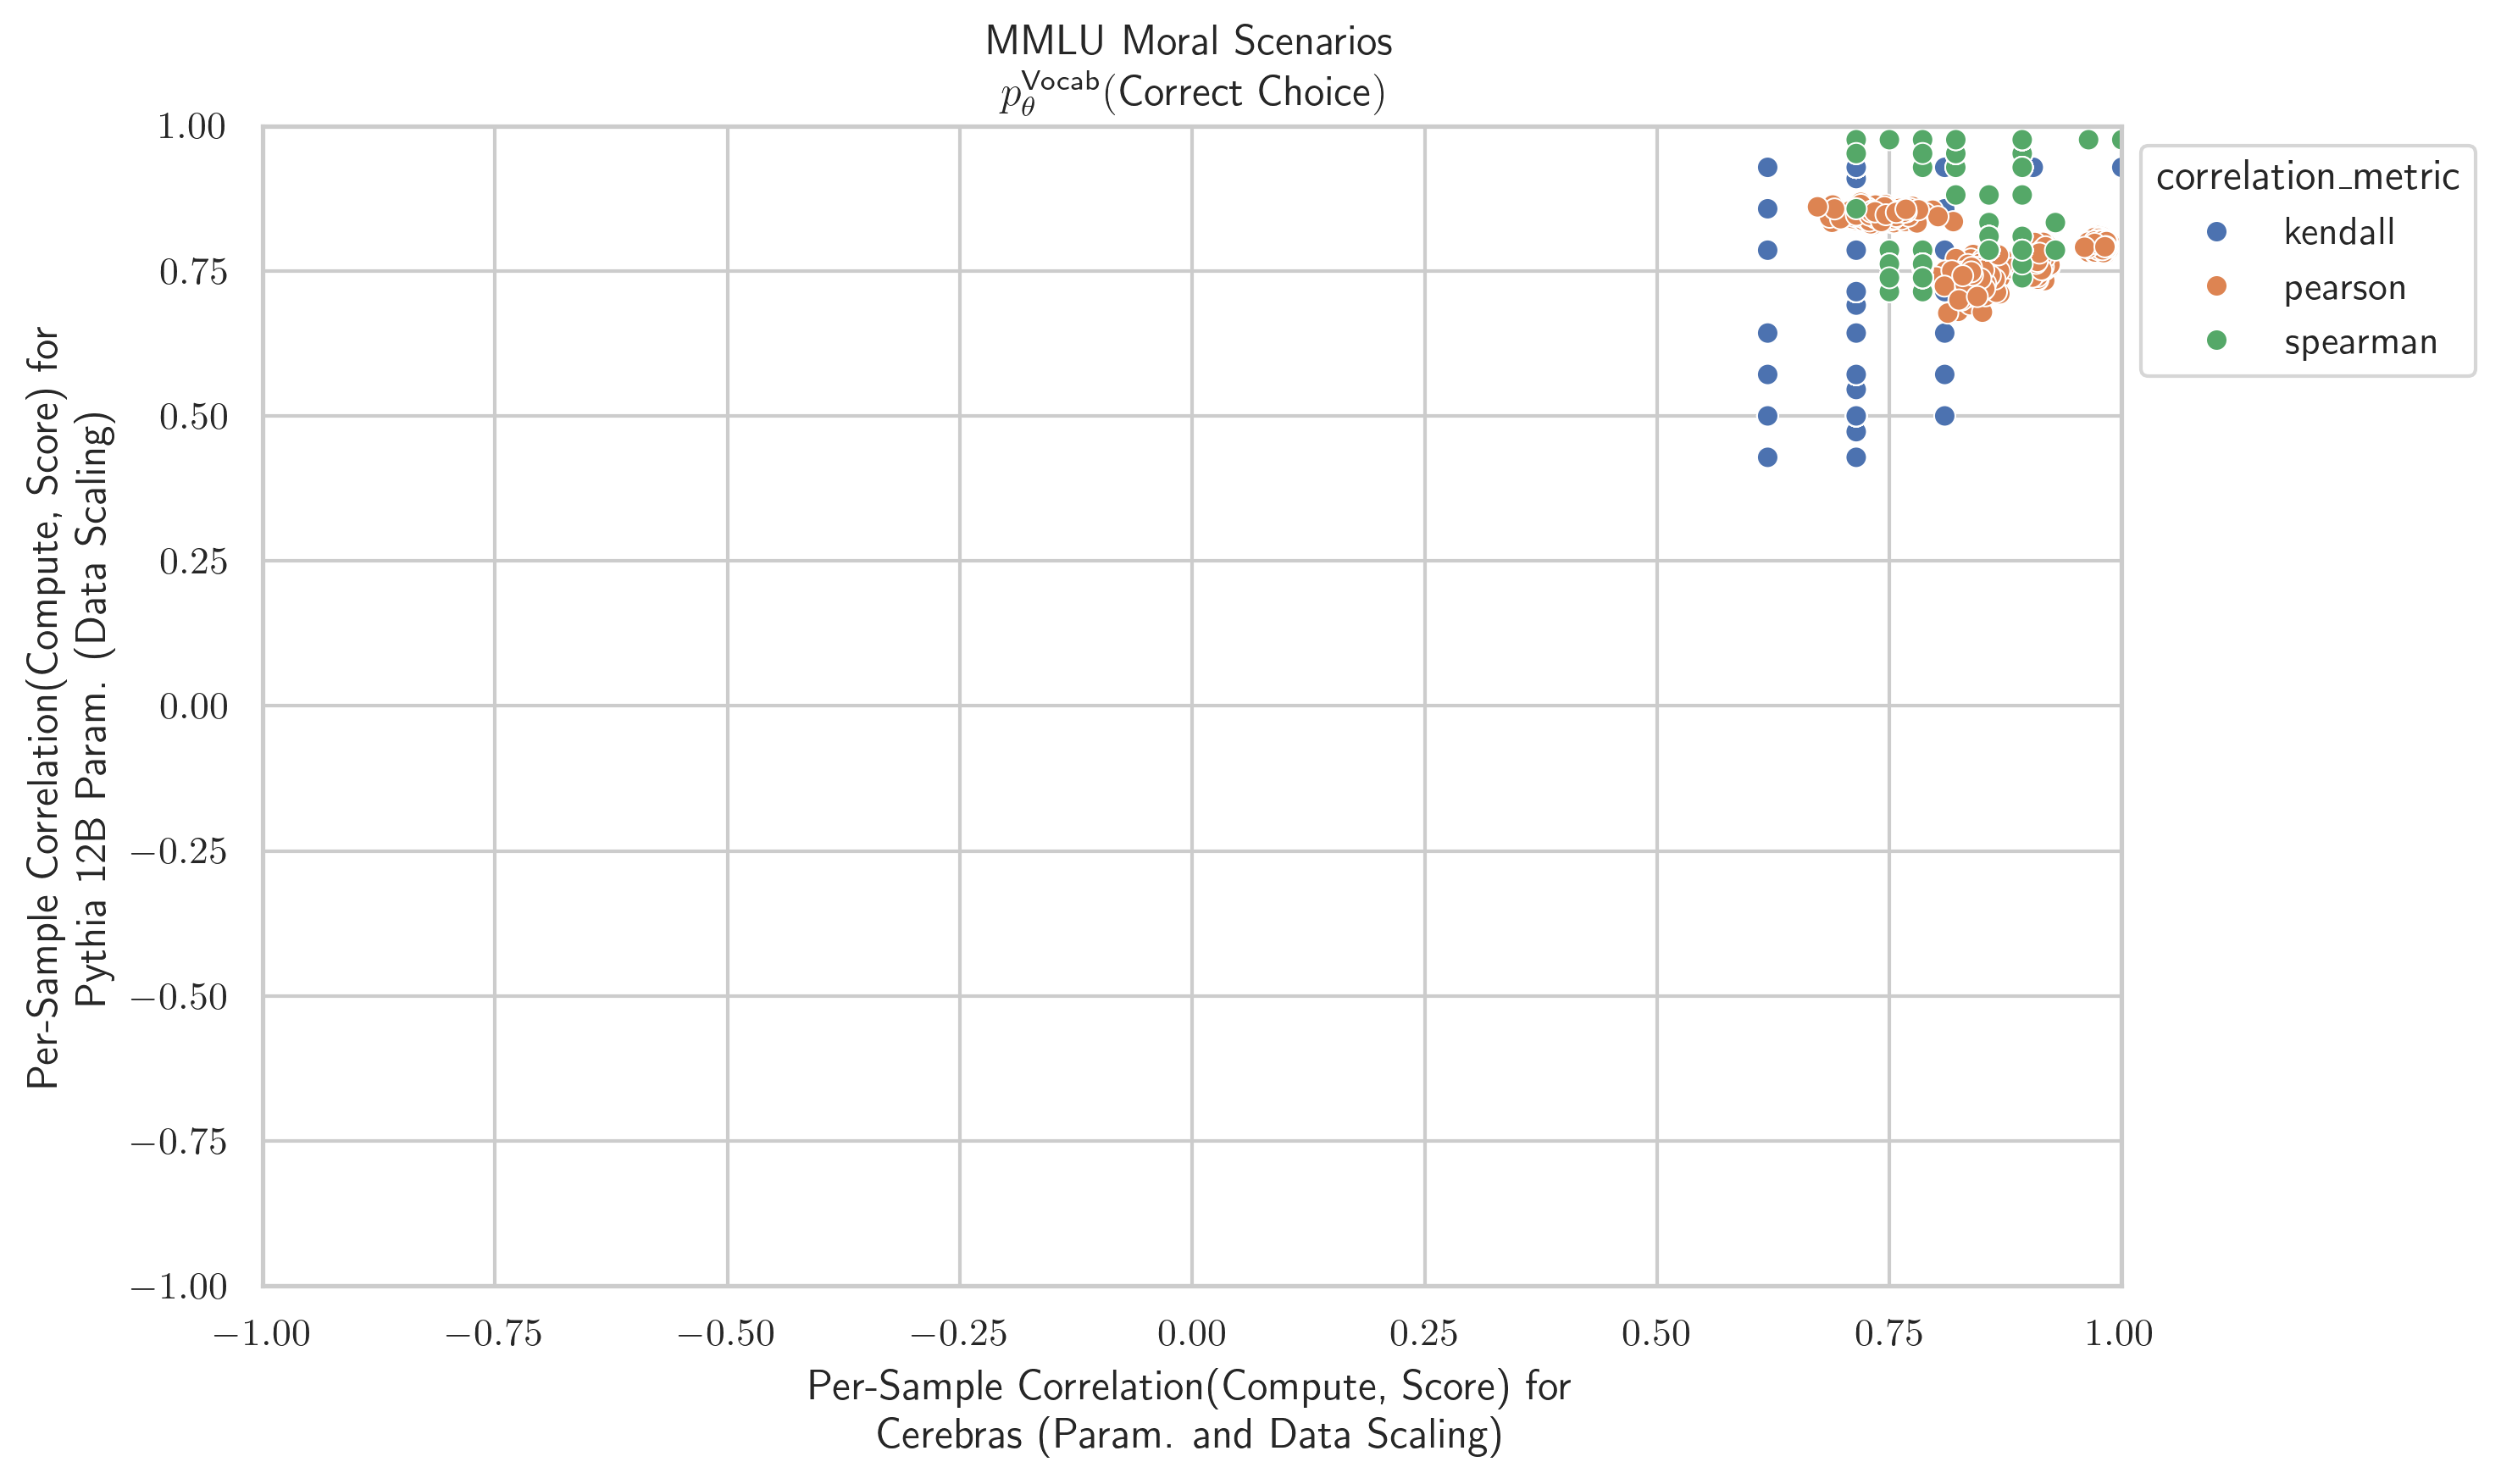 MMLU Moral Scenarios
p_θ^Vocab(Correct Choice)
1.00
0.75
0.50
0.25
0.00
−0.25
−0.50
−0.75
−1.00
Per-Sample Correlation(Compute, Score) for
Pythia 12B Param. (Data Scaling)
correlation_metric
kendall
pearson
spearman
−1.00 −0.75 −0.50 −0.25 0.00 0.25 0.50 0.75 1.00
Per-Sample Correlation(Compute, Score) for
Cerebras (Param. and Data Scaling)